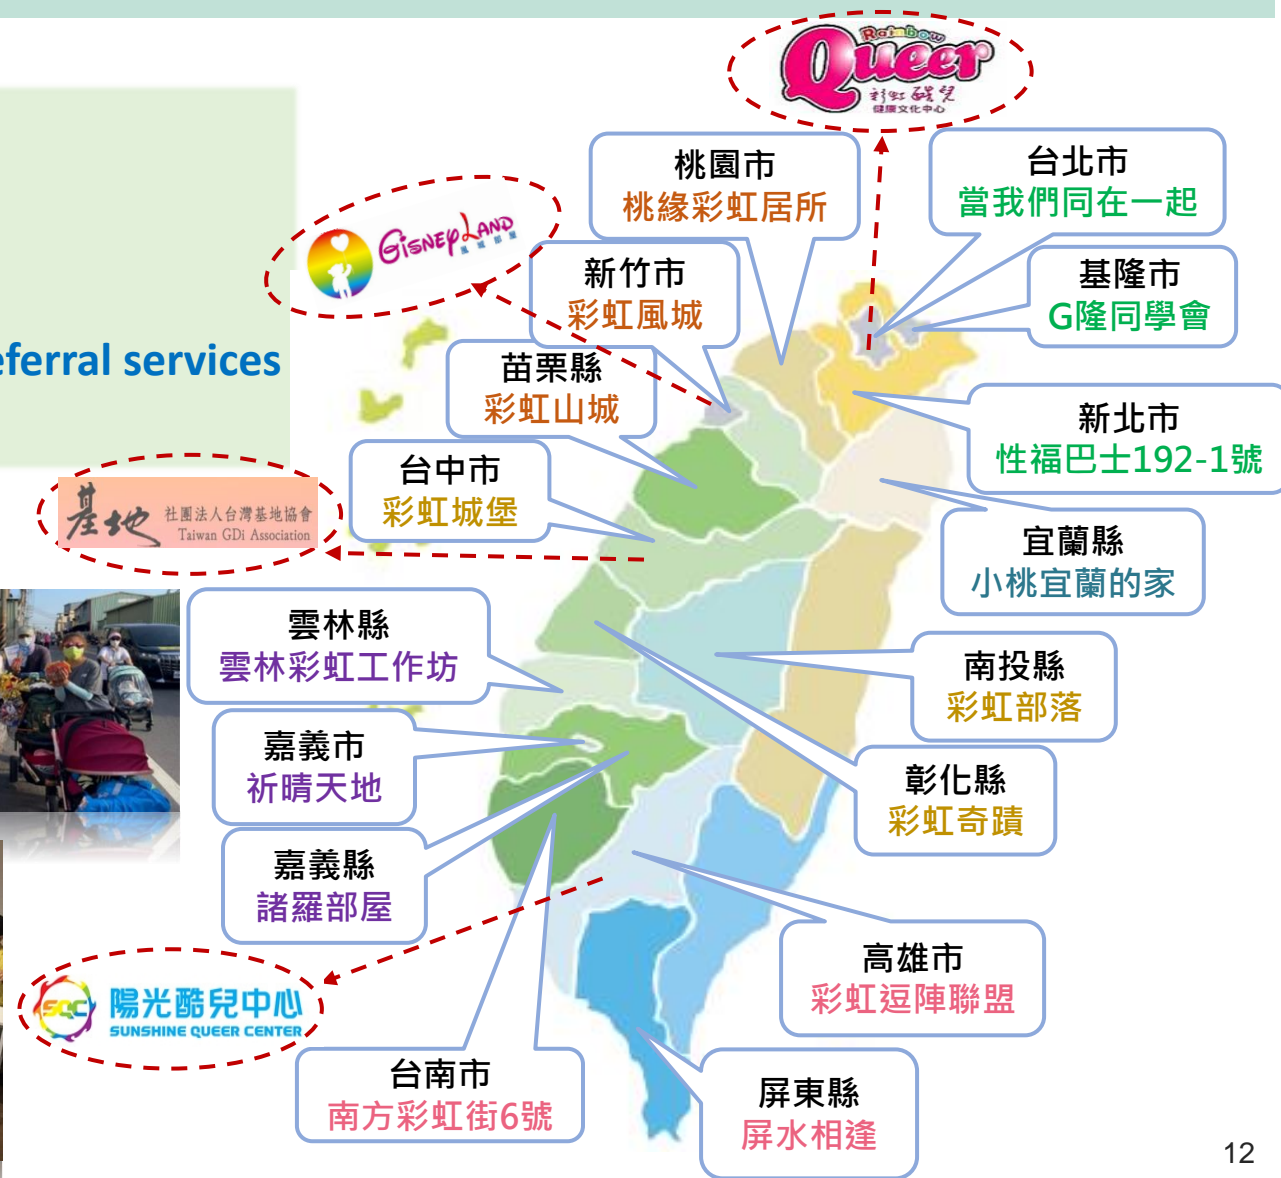 Rainbow
Queer
彩虹酷兒
健康文化中心
桃園市
桃緣彩虹居所
台北市
當我們同在一起
GISNEY LAND
風城部屋
新竹市
彩虹風城
基隆市
G隆同學會
eferral services
苗栗縣
彩虹山城
新北市
性福巴士192-1號
台中市
彩虹城堡
基地
社團法人台灣基地協會
Taiwan GDi Association
宜蘭縣
小桃宜蘭的家
雲林縣
雲林彩虹工作坊
南投縣
彩虹部落
嘉義市
祈晴天地
彰化縣
彩虹奇蹟
嘉義縣
諸羅部屋
高雄市
彩虹逗陣聯盟
SQC
陽光酷兒中心
SUNSHINE QUEER CENTER
台南市
南方彩虹街6號
屏東縣
屏水相逢
12